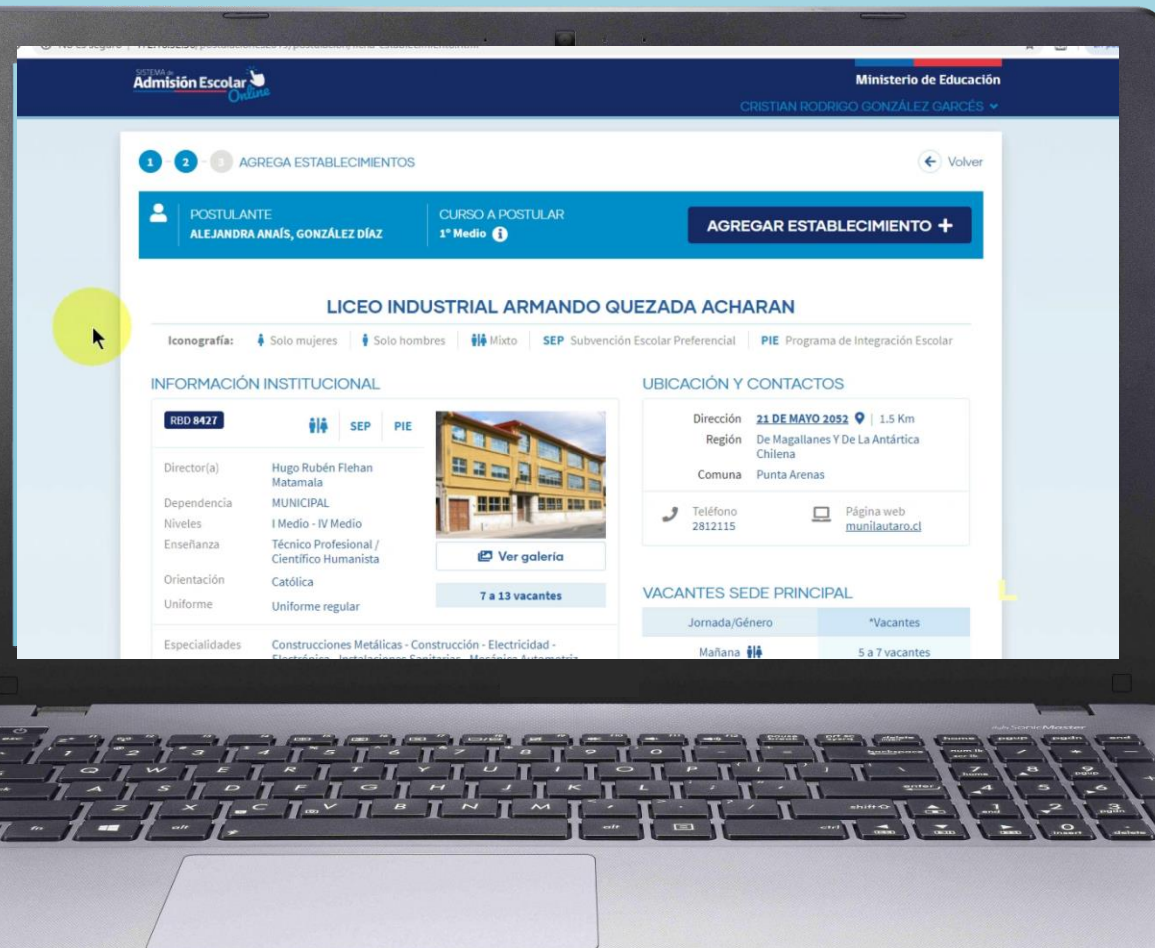 SISTEMA de
Admisión Escolar
Online
Ministerio de Educación
CRISTIAN RODRIGO GONZÁLEZ GARCÉS
1 - 2 - 3 AGREGA ESTABLECIMIENTOS
Volver
POSTULANTE
ALEJANDRA ANAÍS, GONZÁLEZ DÍAZ
CURSO A POSTULAR
1° Medio i
AGREGAR ESTABLECIMIENTO +
LICEO INDUSTRIAL ARMANDO QUEZADA ACHARAN
Iconografía: Solo mujeres Solo hombres Mixto SEP Subvención Escolar Preferencial PIE Programa de Integración Escolar
INFORMACIÓN INSTITUCIONAL
RBD 8427
SEP PIE
Director(a) Hugo Rubén Flehan
Matamala
Dependencia MUNICIPAL
Niveles I Medio - IV Medio
Enseñanza Técnico Profesional /
Científico Humanista
Orientación Católica
Uniforme Uniforme regular
Ver galería
7 a 13 vacantes
Especialidades Construcciones Metálicas - Construcción - Electricidad -
UBICACIÓN Y CONTACTOS
Dirección 21 DE MAYO 2052 | 1.5 Km
Región De Magallanes Y De La Antártica
Chilena
Comuna Punta Arenas
Teléfono
2812115
Página web
munilautaro.cl
VACANTES SEDE PRINCIPAL
Jornada/Género *Vacantes
Mañana 5 a 7 vacantes
L
SonicMaster
Q W E R T Y U I O P
A S D F G H J K L
Z X C V B N M